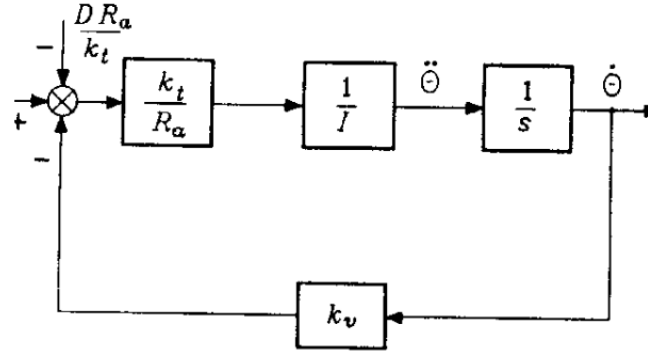 −
D R_a
k_t
+
−
k_t
R_a
1
I
Θ̈
1
s
Θ̇
k_v